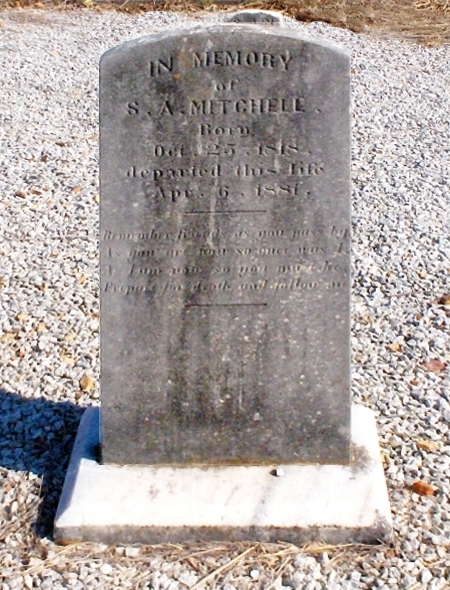 IN MEMORY
of
S. A. MITCHELL.
Born
Oct. 25. 1818.
departed this life
Apr. 6. 1881.
Remember friends as you pass by
As you are now so once was I
As I am now so you must be
Prepare for death and follow me